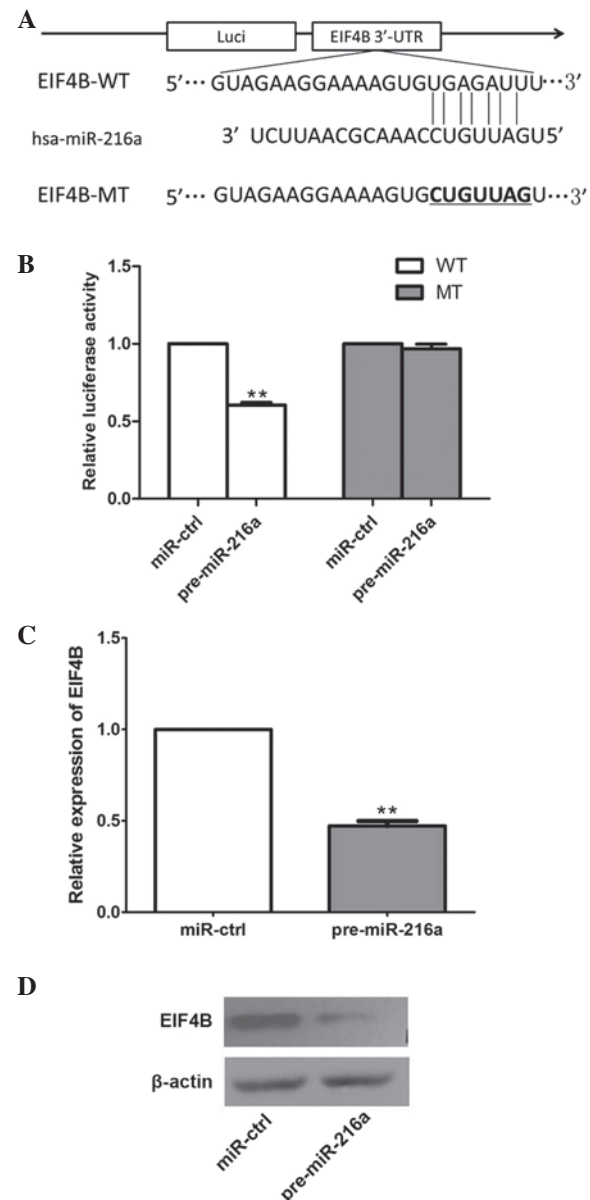 A
Luci
EIF4B 3'-UTR
EIF4B-WT 5'··· GUAGAAGGAAAAGUGUGAGAUUU···3'
hsa-miR-216a 3' UCUUAACGCAAACCUGUUAGU5'
EIF4B-MT 5'··· GUAGAAGGAAAAGUGCUGUUAGU···3'
B
Relative luciferase activity
1.5
1.0
0.5
0.0
WT
MT
**
miR-ctrl
pre-miR-216a
miR-ctrl
pre-miR-216a
C
Relative expression of EIF4B
1.5
1.0
0.5
0.0
**
miR-ctrl
pre-miR-216a
D
EIF4B
β-actin
miR-ctrl
pre-miR-216a